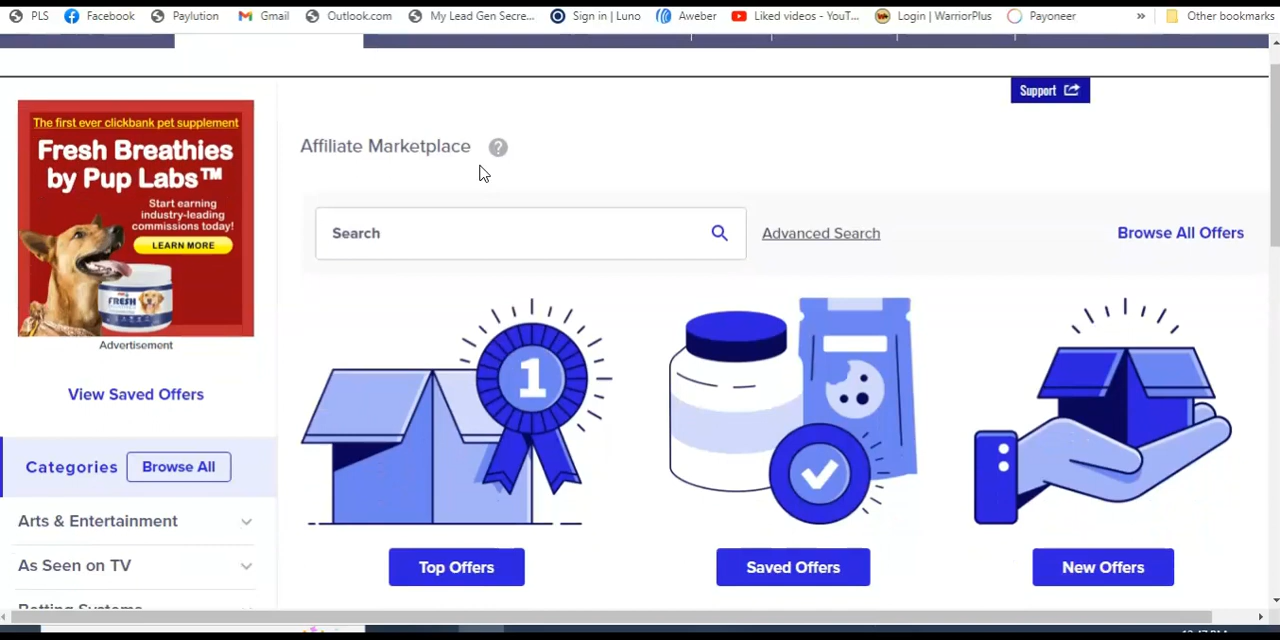 PLS Facebook Paylution Gmail Outlook.com My Lead Gen Secre... Sign in | Luno Aweber Liked videos - YouT... Login | WarriorPlus Payoneer » Other bookmarks
Support
The first ever clickbank pet supplement
Fresh Breathies
by Pup Labs™
Start earning
industry-leading
commissions today!
LEARN MORE
FRESH
Advertisement
View Saved Offers
Categories Browse All
Arts & Entertainment
As Seen on TV
Betting Systems
Affiliate Marketplace ?
Search Advanced Search Browse All Offers
1
Top Offers Saved Offers New Offers